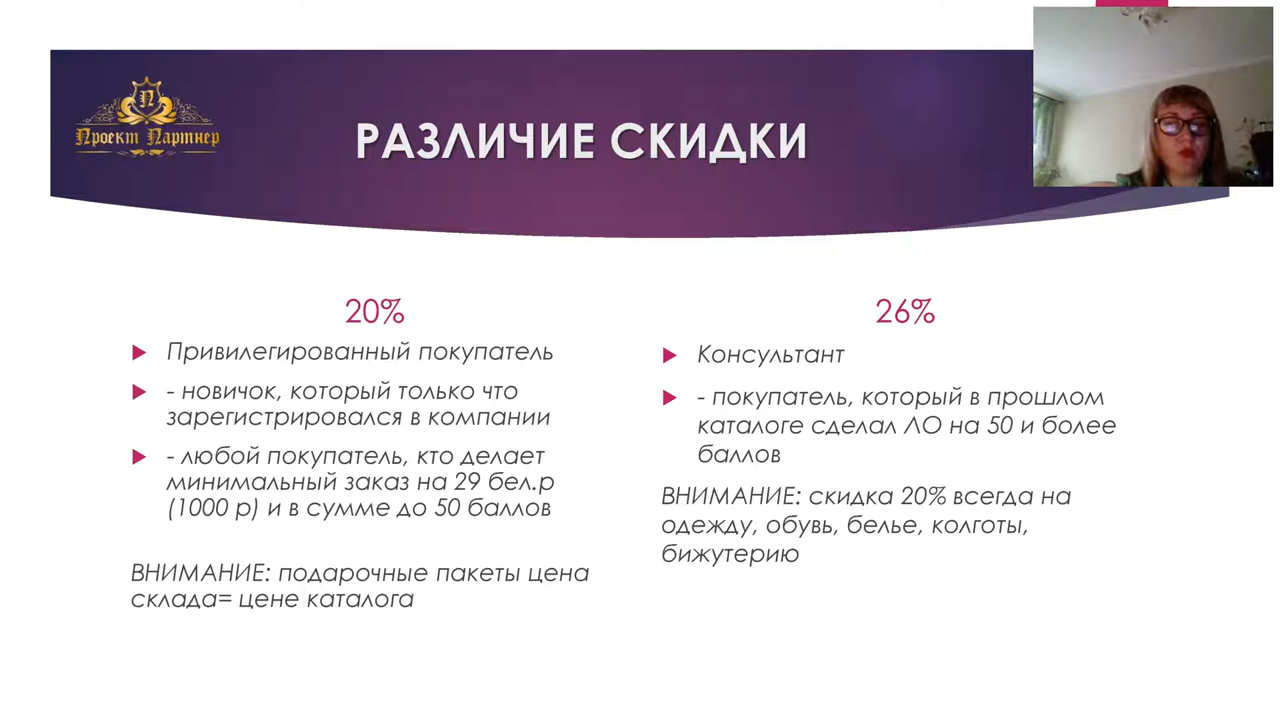 П
Проект Партнер
РАЗЛИЧИЕ СКИДКИ
20%
Привилегированный покупатель
- новичок, который только что
зарегистрировался в компании
- любой покупатель, кто делает
минимальный заказ на 29 бел.р
(1000 р) и в сумме до 50 баллов
ВНИМАНИЕ: подарочные пакеты цена
склада= цене каталога
26%
Консультант
- покупатель, который в прошлом
каталоге сделал ЛО на 50 и более
баллов
ВНИМАНИЕ: скидка 20% всегда на
одежду, обувь, белье, колготы,
бижутерию